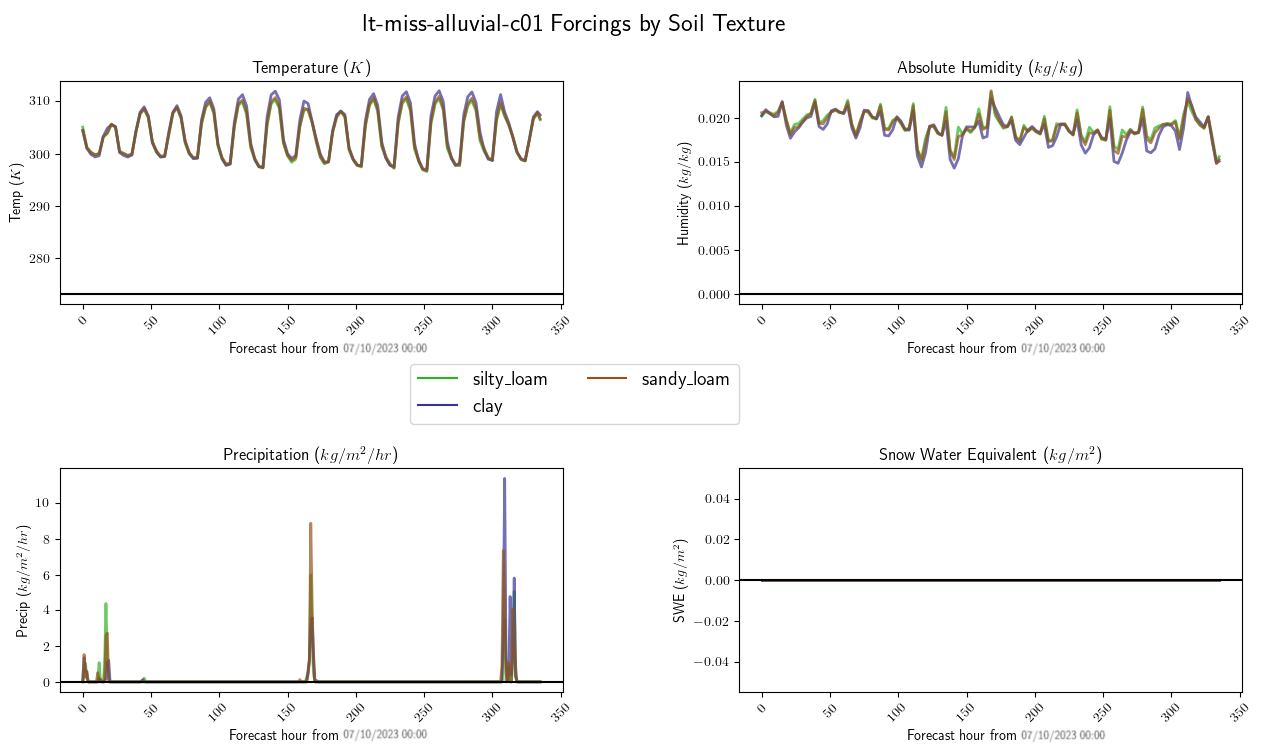 lt-miss-alluvial-c01 Forcings by Soil Texture
Temperature (K)
Absolute Humidity (kg/kg)
Temp (K)
310
300
290
280
0 50 100 150 200 250 300 350
Forecast hour from 07/10/2023 00:00
Humidity (kg/kg)
0.020
0.015
0.010
0.005
0.000
0 50 100 150 200 250 300 350
Forecast hour from 07/10/2023 00:00
silty_loam
sandy_loam
clay
Precipitation (kg/m²/hr)
Snow Water Equivalent (kg/m²)
Precip (kg/m²/hr)
10
8
6
4
2
0
0 50 100 150 200 250 300 350
Forecast hour from 07/10/2023 00:00
SWE (kg/m²)
0.04
0.02
0.00
−0.02
−0.04
0 50 100 150 200 250 300 350
Forecast hour from 07/10/2023 00:00